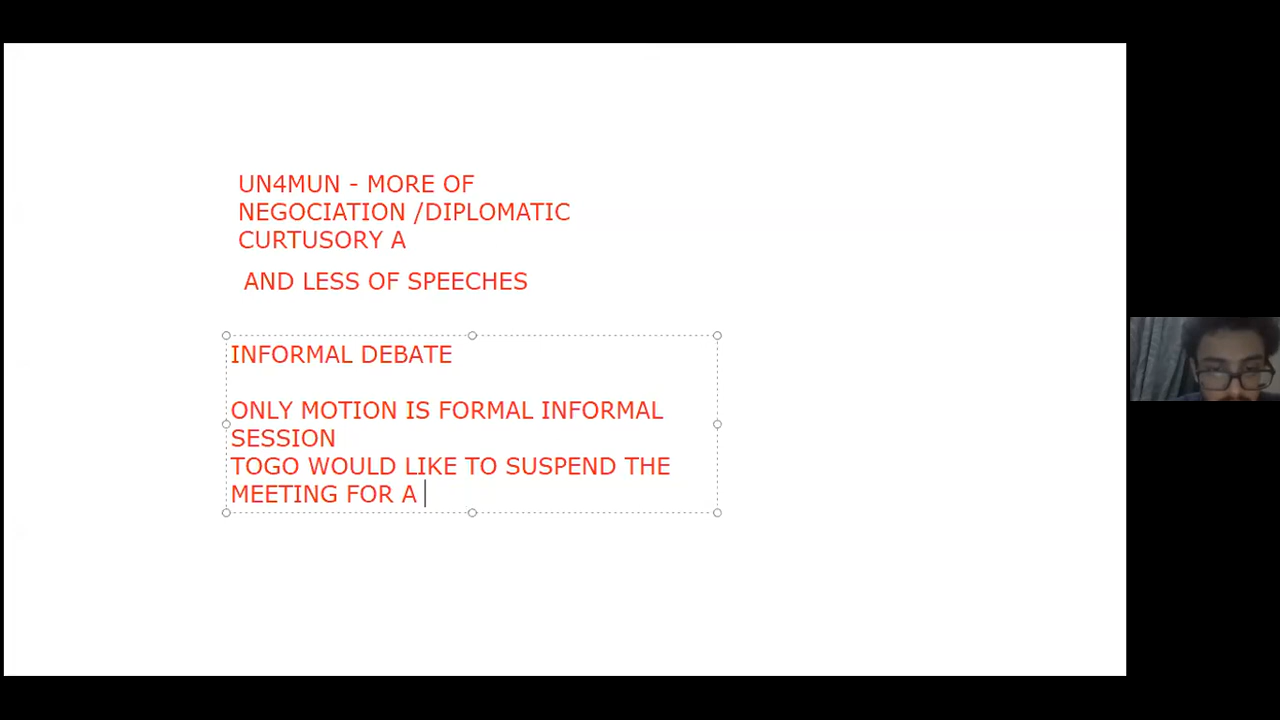 UN4MUN - MORE OF
NEGOCIATION /DIPLOMATIC
CURTUSORY A
AND LESS OF SPEECHES
INFORMAL DEBATE
ONLY MOTION IS FORMAL INFORMAL
SESSION
TOGO WOULD LIKE TO SUSPEND THE
MEETING FOR A